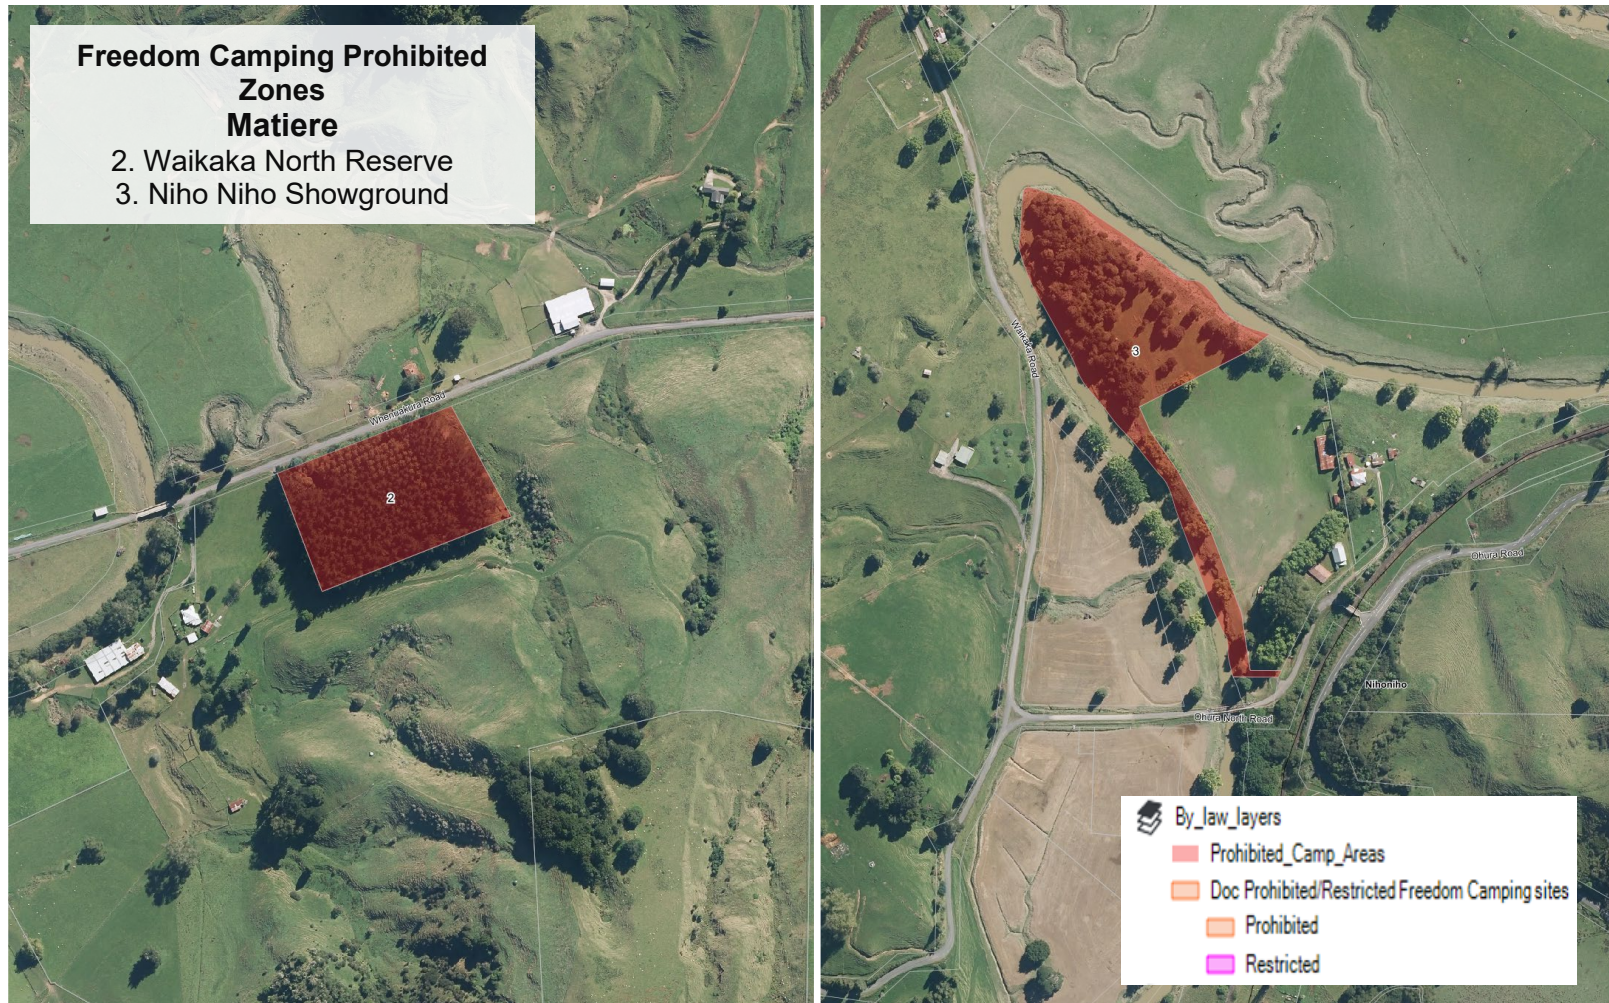 Freedom Camping Prohibited
Zones
Matiere
2. Waikaka North Reserve
3. Niho Niho Showground
Whenuakura Road
2
Waikaka Road
3
Ohura Road
Nihoniho
Ohura North Road
By_law_layers
Prohibited_Camp_Areas
Doc Prohibited/Restricted Freedom Camping sites
Prohibited
Restricted